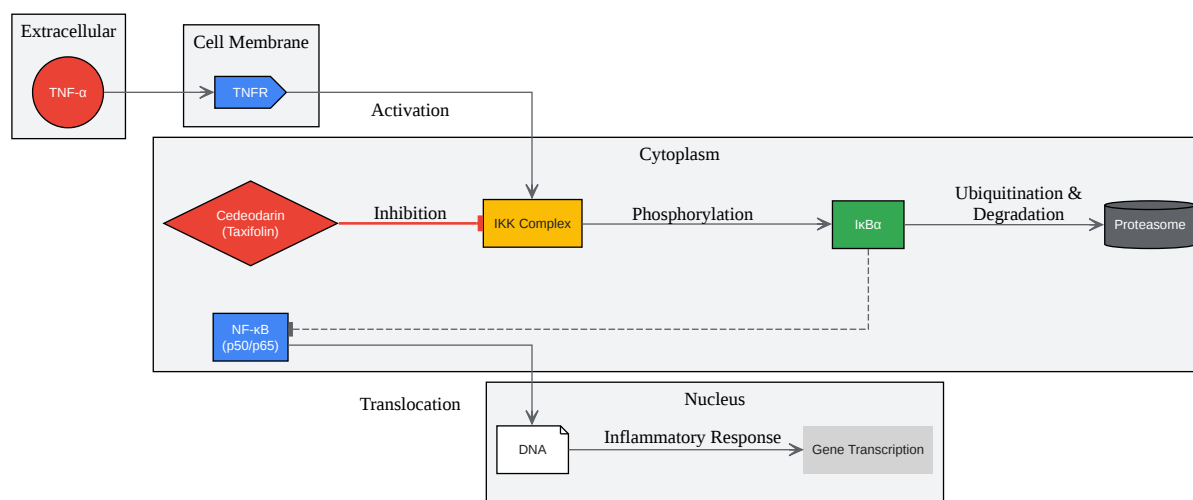 Extracellular
TNF-α
Cell Membrane
TNFR
Activation
Cytoplasm
Cedeodarin
(Taxifolin)
Inhibition
IKK Complex
Phosphorylation
IκBα
Ubiquitination &
Degradation
Proteasome
NF-κB
(p50/p65)
Translocation
Nucleus
DNA
Inflammatory Response
Gene Transcription